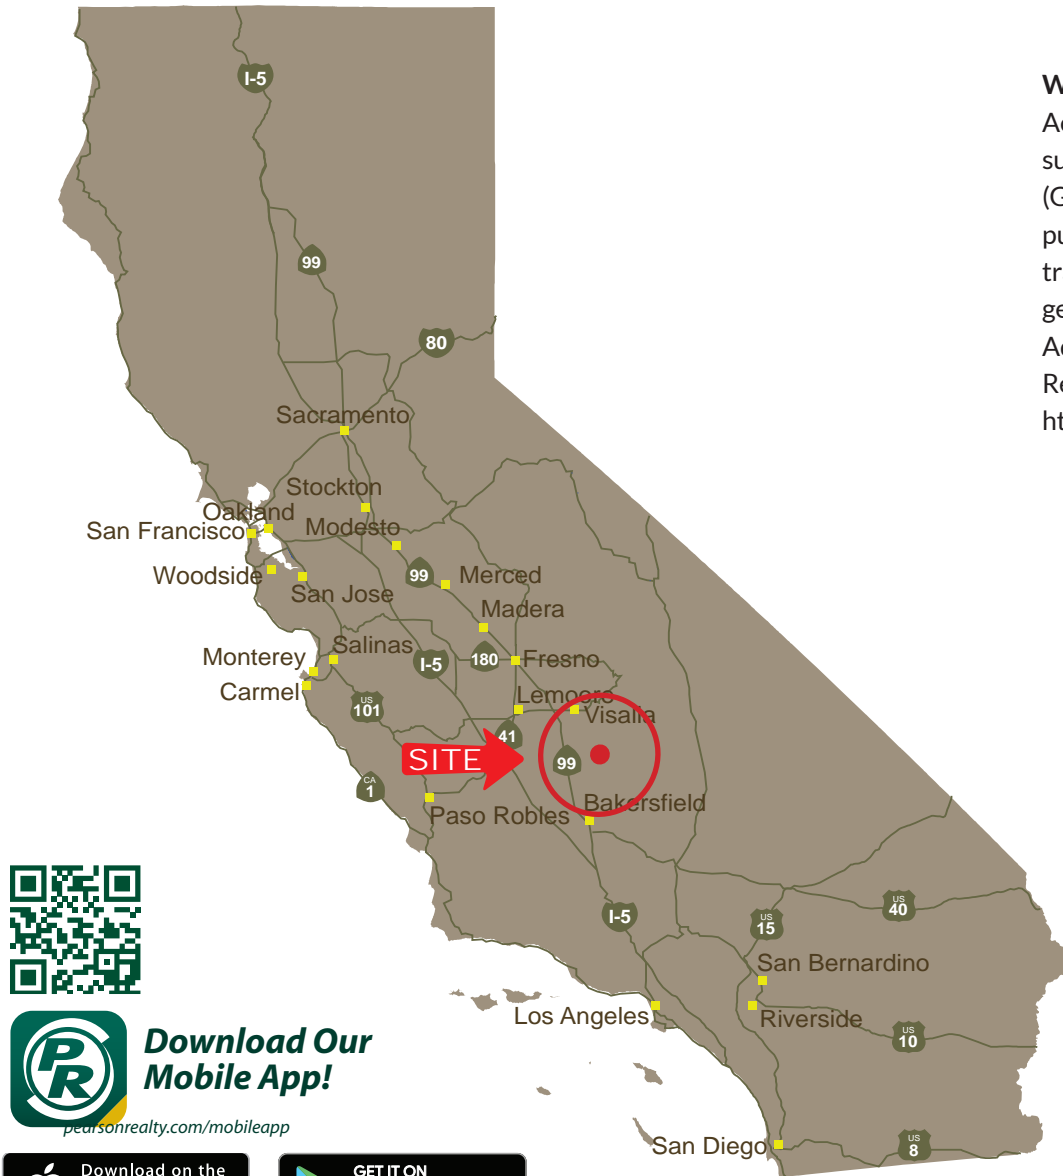 I-5
99
80
Sacramento
Stockton
Oakland
San Francisco
Modesto
Woodside
San Jose
99
Merced
Madera
Salinas
Monterey
Carmel
I-5
180
Fresno
US
101
Lemoore
Visalia
41
SITE
99
CA
1
Paso Robles
Bakersfield
I-5
US
15
US
40
San Bernardino
Los Angeles
Riverside
US
10
San Diego
US
8
PR
Download Our
Mobile App!
pearsonrealty.com/mobileapp
Download on the
GET IT ON